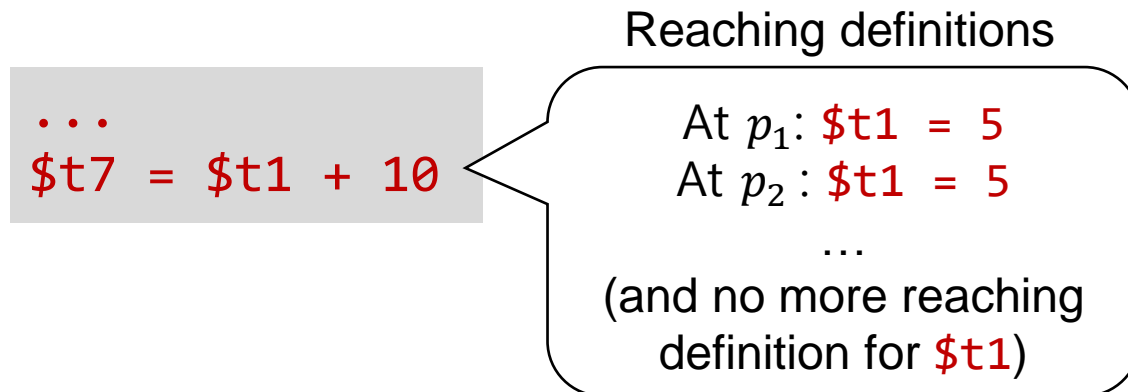 Reaching definitions
...
$t7 = $t1 + 10
At p₁: $t1 = 5
At p₂ : $t1 = 5
…
(and no more reaching
definition for $t1)